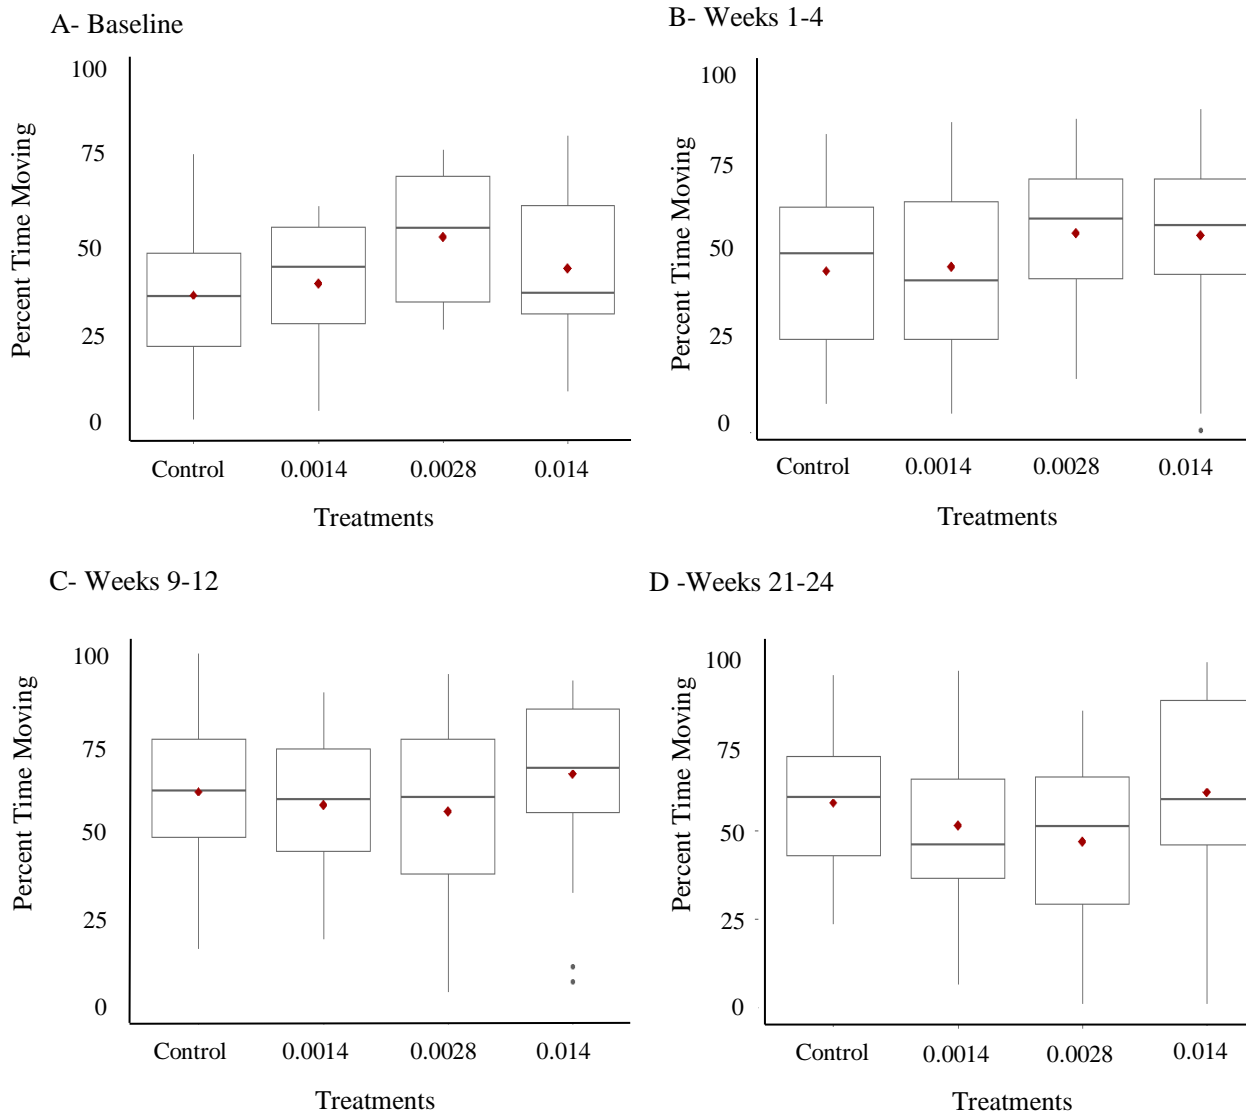 A- Baseline
100
75
50
25
0
Percent Time Moving
Control 0.0014 0.0028 0.014
Treatments
B- Weeks 1-4
100
75
50
25
0
Percent Time Moving
Control 0.0014 0.0028 0.014
Treatments
C- Weeks 9-12
100
75
50
25
0
Percent Time Moving
Control 0.0014 0.0028 0.014
Treatments
D -Weeks 21-24
100
75
50
25
0
Percent Time Moving
Control 0.0014 0.0028 0.014
Treatments